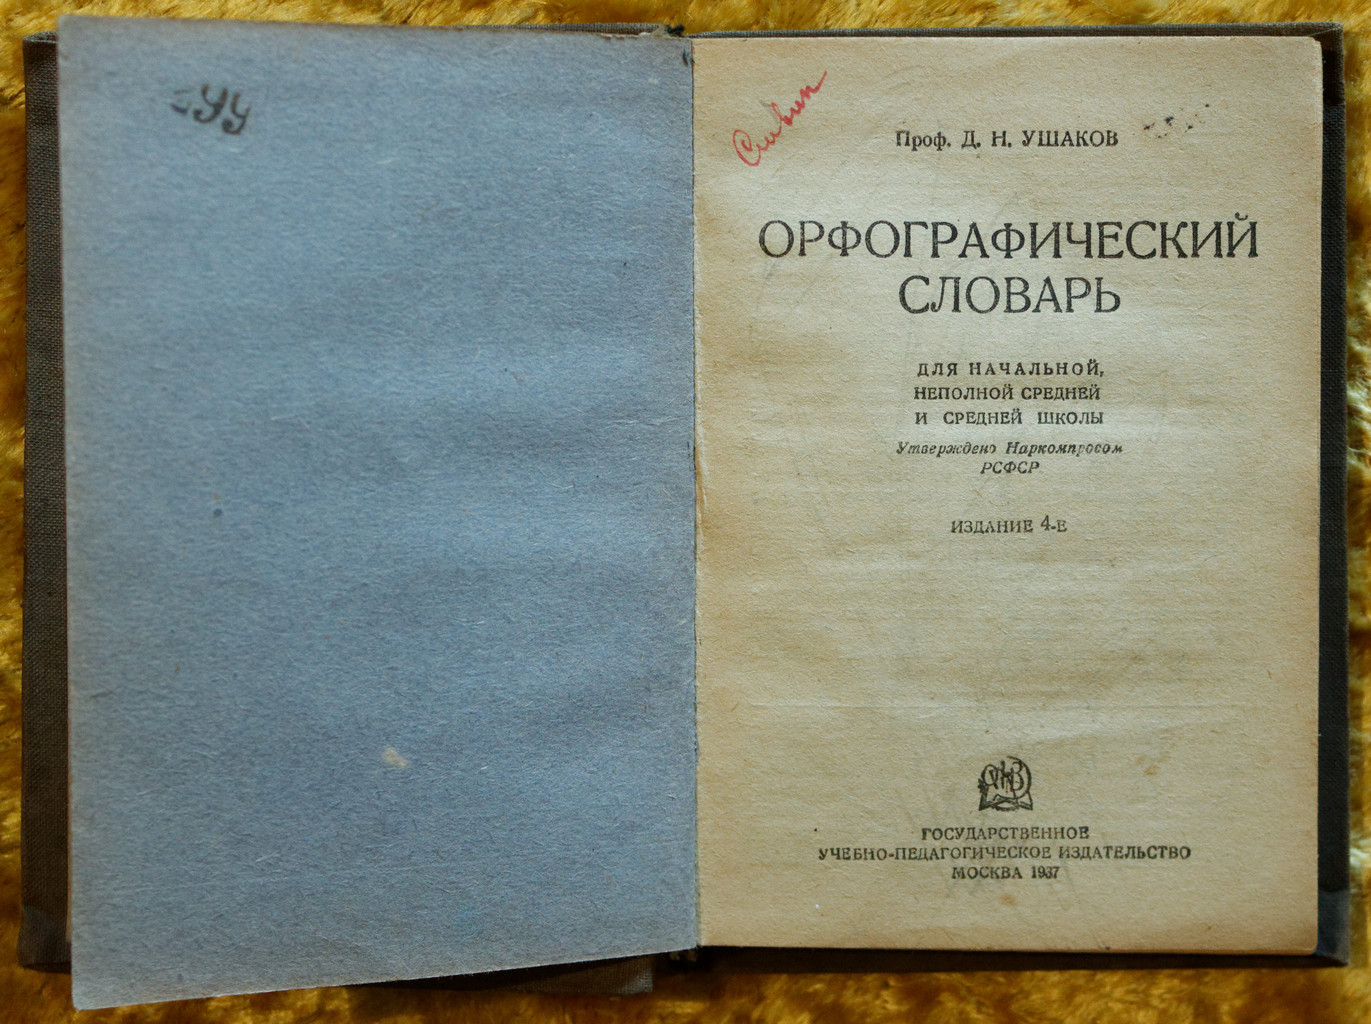 Проф. Д. Н. УШАКОВ
ОРФОГРАФИЧЕСКИЙ
СЛОВАРЬ
ДЛЯ НАЧАЛЬНОЙ,
НЕПОЛНОЙ СРЕДНЕЙ
И СРЕДНЕЙ ШКОЛЫ
Утверждено Наркомпросом
РСФСР
ИЗДАНИЕ 4-Е
ГОСУДАРСТВЕННОЕ
УЧЕБНО-ПЕДАГОГИЧЕСКОЕ ИЗДАТЕЛЬСТВО
МОСКВА 1937